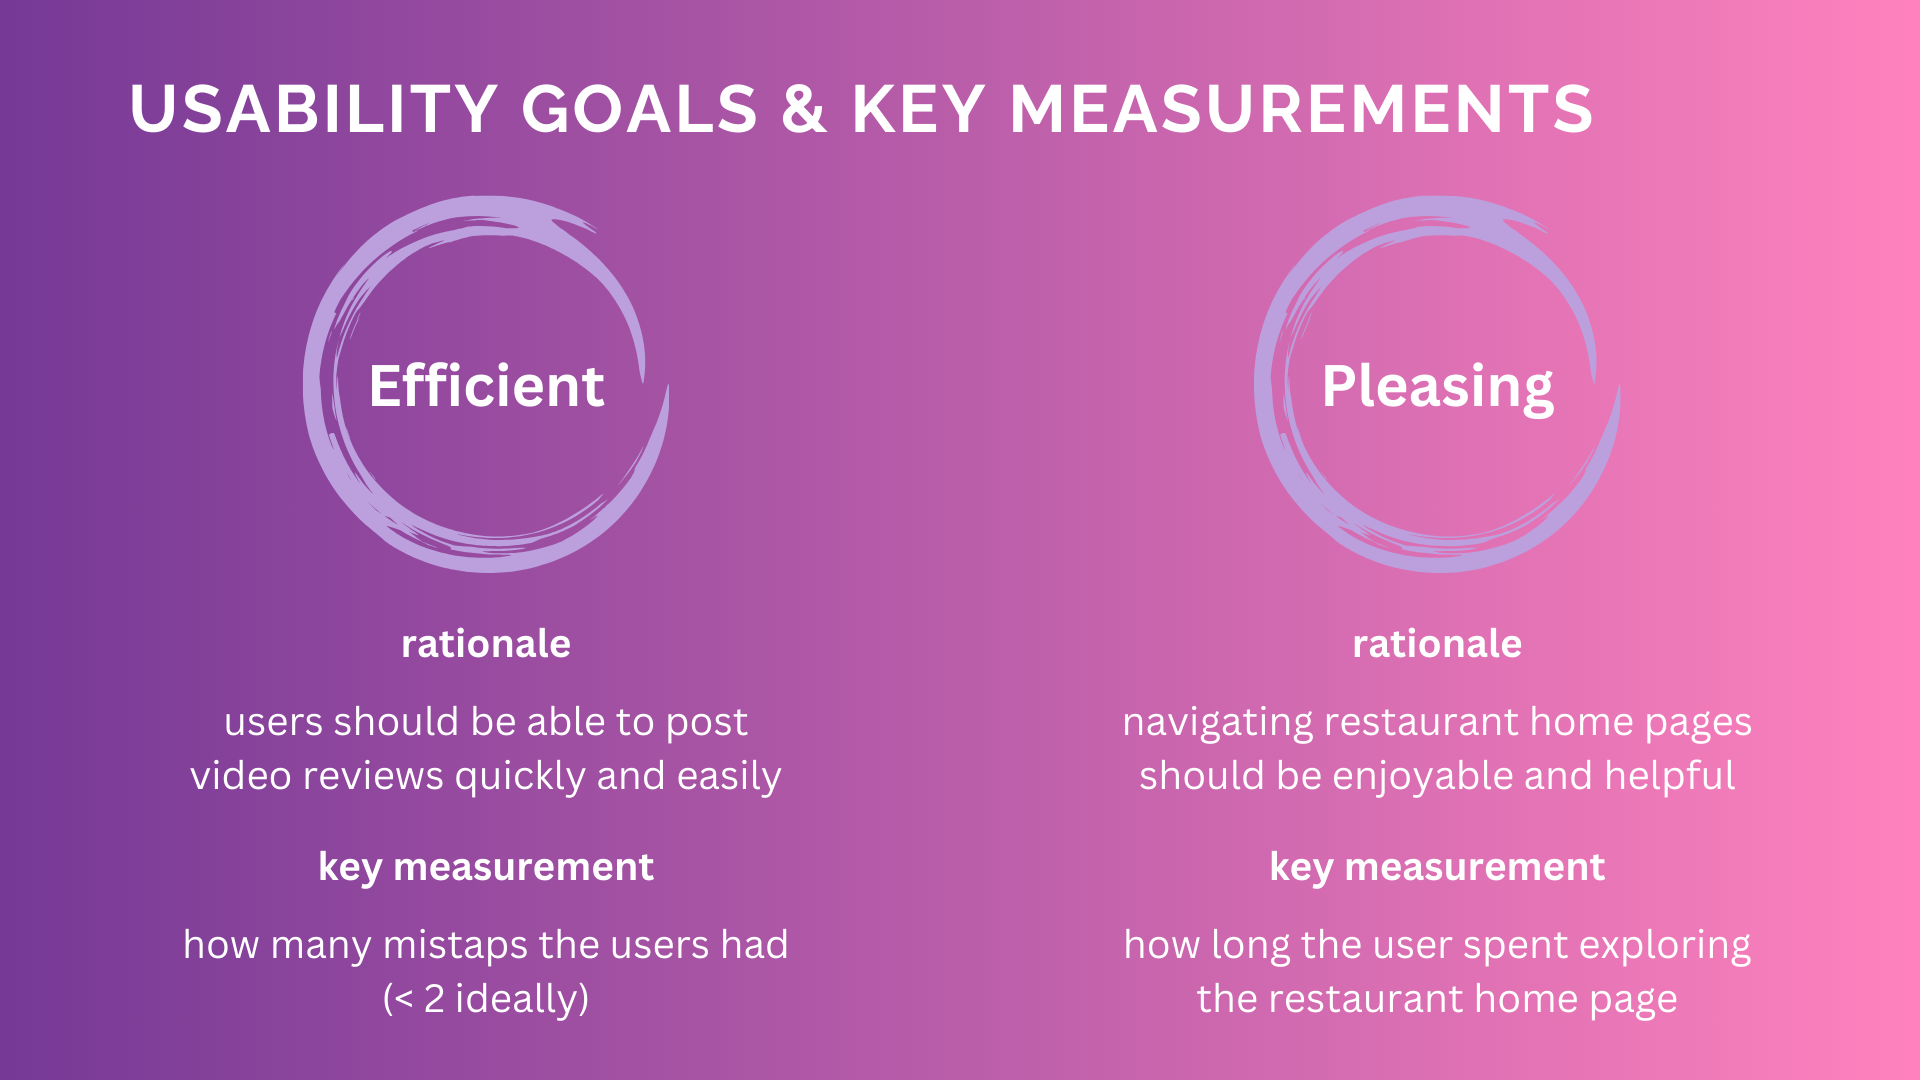 USABILITY GOALS & KEY MEASUREMENTS
Efficient
rationale
users should be able to post
video reviews quickly and easily
key measurement
how many mistaps the users had
(< 2 ideally)
Pleasing
rationale
navigating restaurant home pages
should be enjoyable and helpful
key measurement
how long the user spent exploring
the restaurant home page